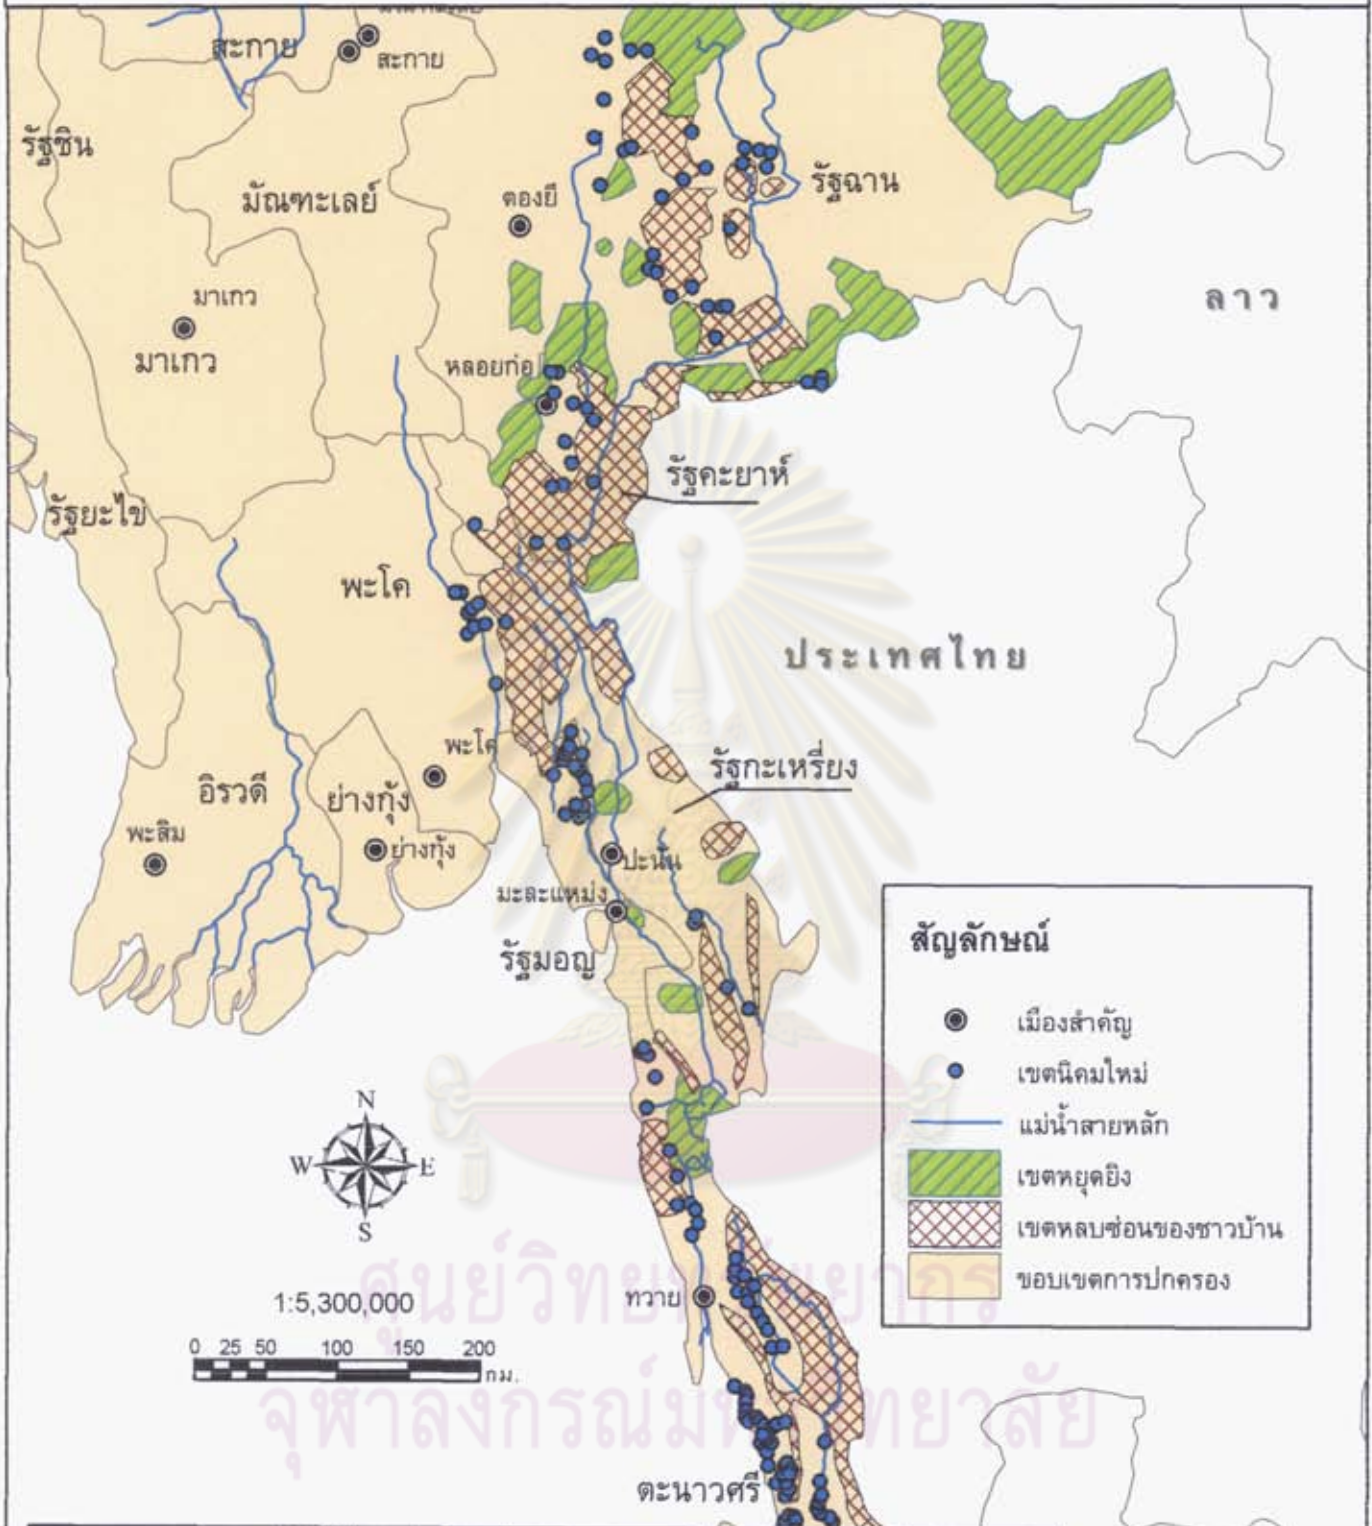 สะกาย
สะกาย
รัฐชิน
มัณฑะเลย์
ตองยี
รัฐฉาน
มาเกว
มาเกว
ลาว
หลอยก่อ
รัฐคะยาห์
รัฐยะไข่
พะโค
ประเทศไทย
พะโค
รัฐกะเหรี่ยง
อิรวดี
ย่างกุ้ง
พะสิม
ย่างกุ้ง
ปะนั่น
มะละแหม่ง
รัฐมอญ
สัญลักษณ์
เมืองสำคัญ
เขตนิคมใหม่
แม่น้ำสายหลัก
เขตหยุดยิง
เขตหลบซ่อนของชาวบ้าน
ขอบเขตการปกครอง
N
W E
S
ศูนย์วิทยทรัพยากร
ทวาย
1:5,300,000
0 25 50 100 150 200
กม.
จุฬาลงกรณ์มหาวิทยาลัย
ตะนาวศรี